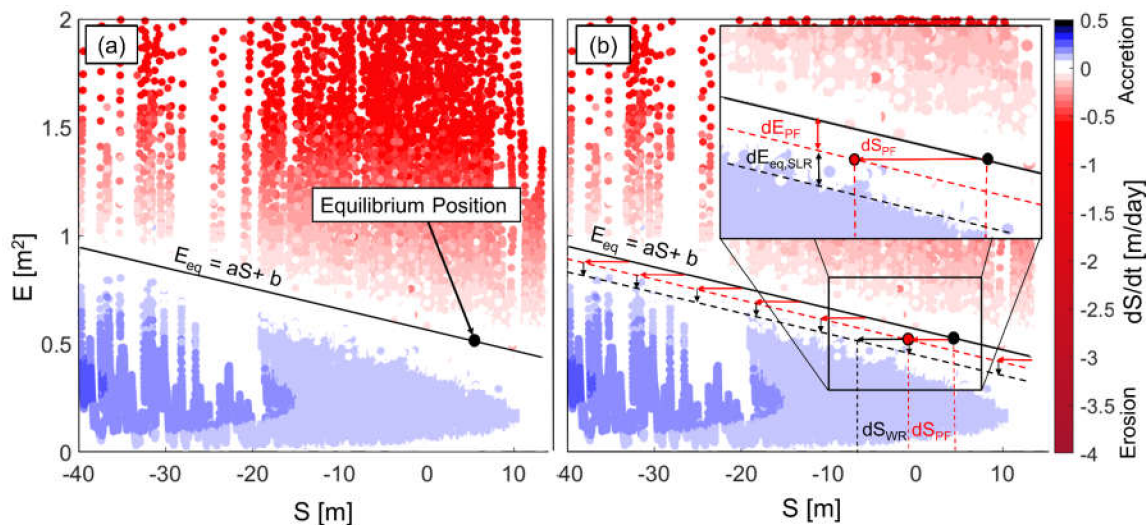 (a)
Equilibrium Position
E_eq = aS+ b
E [m²]
2
1.5
1
0.5
0
-40
-30
-20
-10
0
10
S [m]
(b)
dE_PF
dS_PF
dE_eq,SLR
E_eq = aS+ b
dS_WR
dS_PF
-40
-30
-20
-10
0
10
S [m]
0.5
0
-0.5
-1
-1.5
-2
-2.5
-3
-3.5
-4
Accretion
dS/dt [m/day]
Erosion